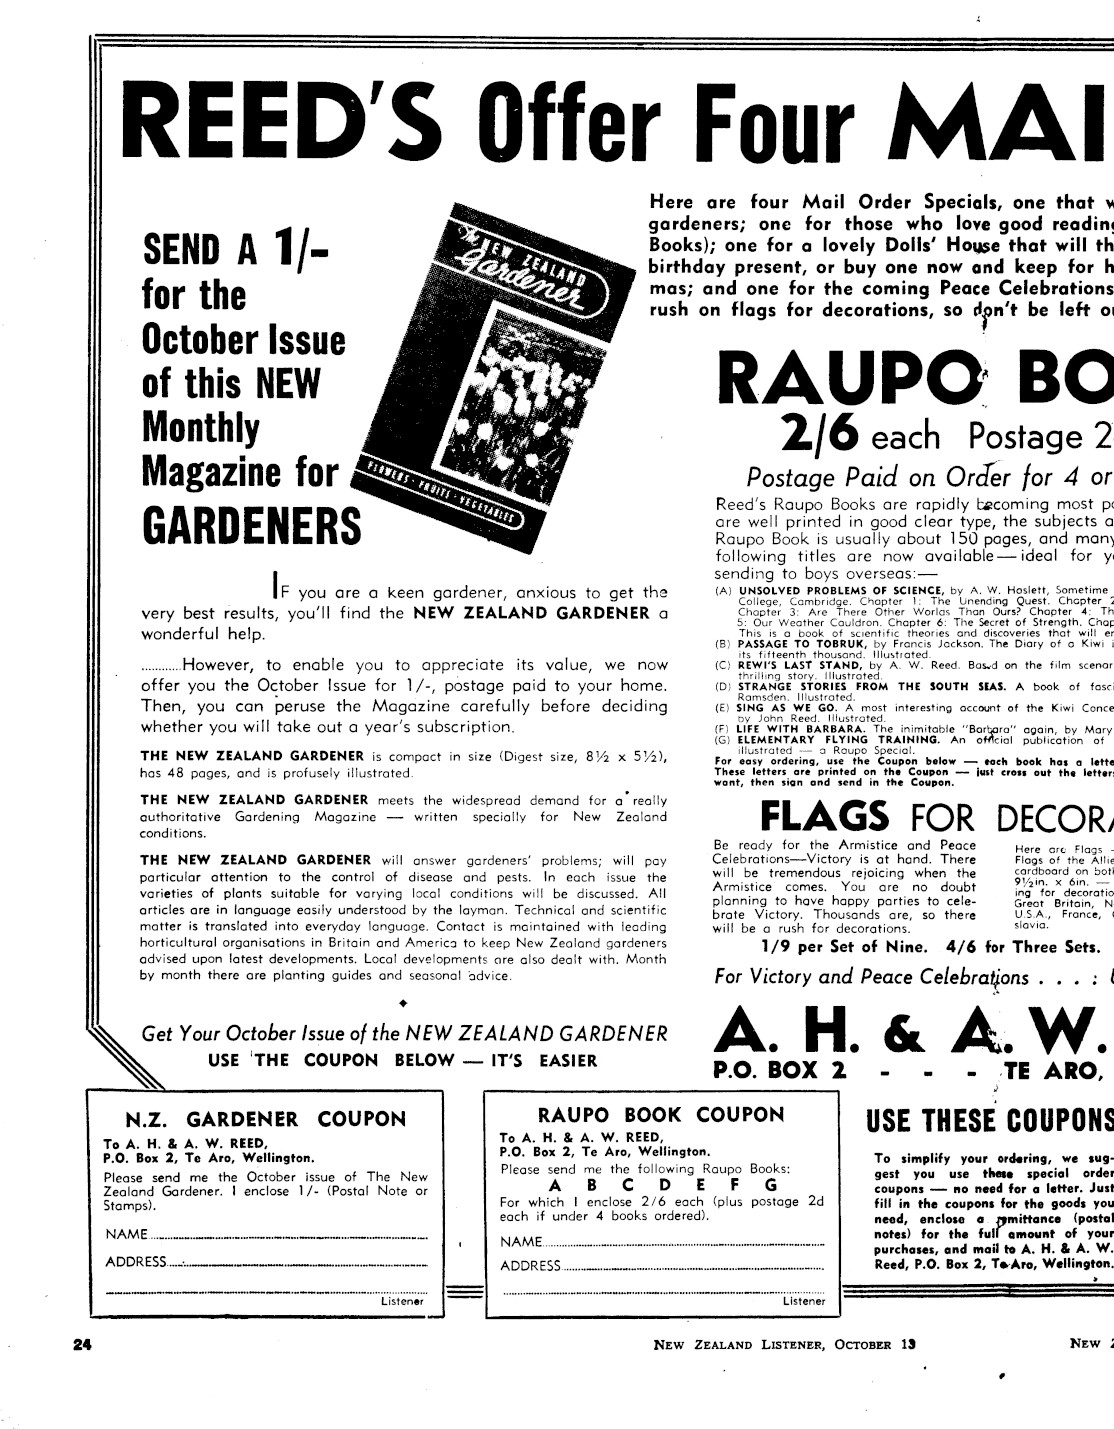 REED'S Offer Four MAI
SEND A 1/-
for the
October Issue
of this NEW
Monthly
Magazine for
GARDENERS
The
NEW ZEALAND
Gardener
FLOWERS · FRUITS · VEGETABLES
IF you are a keen gardener, anxious to get the
very best results, you'll find the NEW ZEALAND GARDENER a
wonderful help.
............However, to enable you to appreciate its value, we now
offer you the October Issue for 1/-, postage paid to your home.
Then, you can peruse the Magazine carefully before deciding
whether you will take out a year's subscription.
THE NEW ZEALAND GARDENER is compact in size (Digest size, 8½ x 5½),
has 48 pages, and is profusely illustrated.
THE NEW ZEALAND GARDENER meets the widespread demand for a really
authoritative Gardening Magazine — written specially for New Zealand
conditions.
THE NEW ZEALAND GARDENER will answer gardeners' problems; will pay
particular attention to the control of disease and pests. In each issue the
varieties of plants suitable for varying local conditions will be discussed. All
articles are in language easily understood by the layman. Technical and scientific
matter is translated into everyday language. Contact is maintained with leading
horticultural organisations in Britain and America to keep New Zealand gardeners
advised upon latest developments. Local developments are also dealt with. Month
by month there are planting guides and seasonal advice.
Get Your October Issue of the NEW ZEALAND GARDENER
USE THE COUPON BELOW — IT'S EASIER
Here are four Mail Order Specials, one that w
gardeners; one for those who love good reading
Books); one for a lovely Dolls' House that will th
birthday present, or buy one now and keep for h
mas; and one for the coming Peace Celebrations
rush on flags for decorations, so don't be left ou
RAUPO BO
2/6 each Postage 2
Postage Paid on Order for 4 or
Reed's Raupo Books are rapidly becoming most po
are well printed in good clear type, the subjects a
Raupo Book is usually about 150 pages, and many
following titles are now available—ideal for yo
sending to boys overseas:—
(A) UNSOLVED PROBLEMS OF SCIENCE, by A. W. Haslett, Sometime
College, Cambridge. Chapter 1: The Unending Quest. Chapter 2
Chapter 3: Are There Other Worlds Than Ours? Chapter 4: Th
5: Our Weather Cauldron. Chapter 6: The Secret of Strength. Chap
This is a book of scientific theories and discoveries that will en
(B) PASSAGE TO TOBRUK, by Francis Jackson. The Diary of a Kiwi i
its fifteenth thousand. Illustrated.
(C) REWI'S LAST STAND, by A. W. Reed. Based on the film scenar
thrilling story. Illustrated.
(D) STRANGE STORIES FROM THE SOUTH SEAS. A book of fasci
Ramsden. Illustrated.
(E) SING AS WE GO. A most interesting account of the Kiwi Conce
by John Reed. Illustrated.
(F) LIFE WITH BARBARA. The inimitable "Barbara" again, by Mary
(G) ELEMENTARY FLYING TRAINING. An official publication of
illustrated — a Raupo Special.
For easy ordering, use the Coupon below — each book has a lette
These letters are printed on the Coupon — just cross out the letters
want, then sign and send in the Coupon.
FLAGS FOR DECORA
Be ready for the Armistice and Peace
Celebrations—Victory is at hand. There
will be tremendous rejoicing when the
Armistice comes. You are no doubt
planning to have happy parties to cele-
brate Victory. Thousands are, so there
will be a rush for decorations.
Here are Flags -
Flags of the Allie
cardboard on both
9½in. x 6in. —
ing for decoratio
Great Britain, N
U.S.A., France, C
slavia.
1/9 per Set of Nine. 4/6 for Three Sets.
For Victory and Peace Celebrations . . . . : U
A. H. & A. W.
P.O. BOX 2 - - - TE ARO,
N.Z. GARDENER COUPON
To A. H. & A. W. REED,
P.O. Box 2, Te Aro, Wellington.
Please send me the October issue of The New
Zealand Gardener. I enclose 1/- (Postal Note or
Stamps).
NAME
ADDRESS
Listener
RAUPO BOOK COUPON
To A. H. & A. W. REED,
P.O. Box 2, Te Aro, Wellington.
Please send me the following Raupo Books:
A B C D E F G
For which I enclose 2/6 each (plus postage 2d
each if under 4 books ordered).
NAME
ADDRESS
Listener
USE THESE COUPONS
To simplify your ordering, we sug-
gest you use these special order
coupons — no need for a letter. Just
fill in the coupons for the goods you
need, enclose a remittance (postal
notes) for the full amount of your
purchases, and mail to A. H. & A. W.
Reed, P.O. Box 2, Te Aro, Wellington.
24
NEW ZEALAND LISTENER, OCTOBER 13
NEW Z